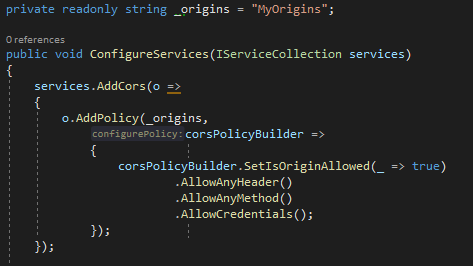 private readonly string _origins = "MyOrigins";
0 references
public void ConfigureServices(IServiceCollection services)
{
services.AddCors(o =>
{
o.AddPolicy(_origins,
configurePolicy: corsPolicyBuilder =>
{
corsPolicyBuilder.SetIsOriginAllowed(_ => true)
.AllowAnyHeader()
.AllowAnyMethod()
.AllowCredentials();
});
});